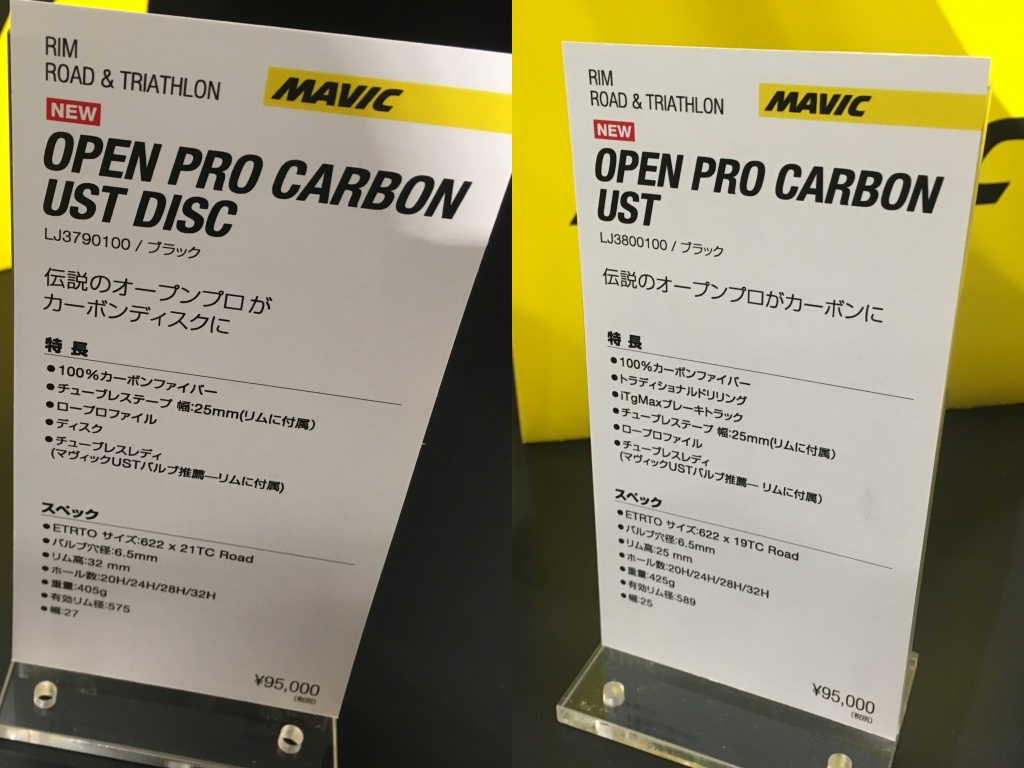 RIM
ROAD & TRIATHLON
MAVIC
NEW
OPEN PRO CARBON
UST DISC
LJ3790100 / ブラック
伝説のオープンプロが
カーボンディスクに
特 長
●100%カーボンファイバー
●チューブレステープ 幅:25mm(リムに付属)
●ロープロファイル
●ディスク
●チューブレスレディ
(マヴィックUSTバルブ推薦―リムに付属)
スペック
●ETRTO サイズ:622 x 21TC Road
●バルブ穴径:6.5mm
●リム高:32 mm
●ホール数:20H/24H/28H/32H
●重量:405g
●有効リム径:575
●幅:27
¥95,000
(税別)
RIM
ROAD & TRIATHLON
MAVIC
NEW
OPEN PRO CARBON
UST
LJ3800100 / ブラック
伝説のオープンプロがカーボンに
特 長
●100%カーボンファイバー
●トラディショナルドリリング
●iTgMaxブレーキトラック
●チューブレステープ 幅:25mm(リムに付属)
●ロープロファイル
●チューブレスレディ
(マヴィックUSTバルブ推薦― リムに付属)
スペック
●ETRTO サイズ:622 x 19TC Road
●バルブ穴径:6.5mm
●リム高:25 mm
●ホール数:20H/24H/28H/32H
●重量:425g
●有効リム径:589
●幅:25
¥95,000
(税別)